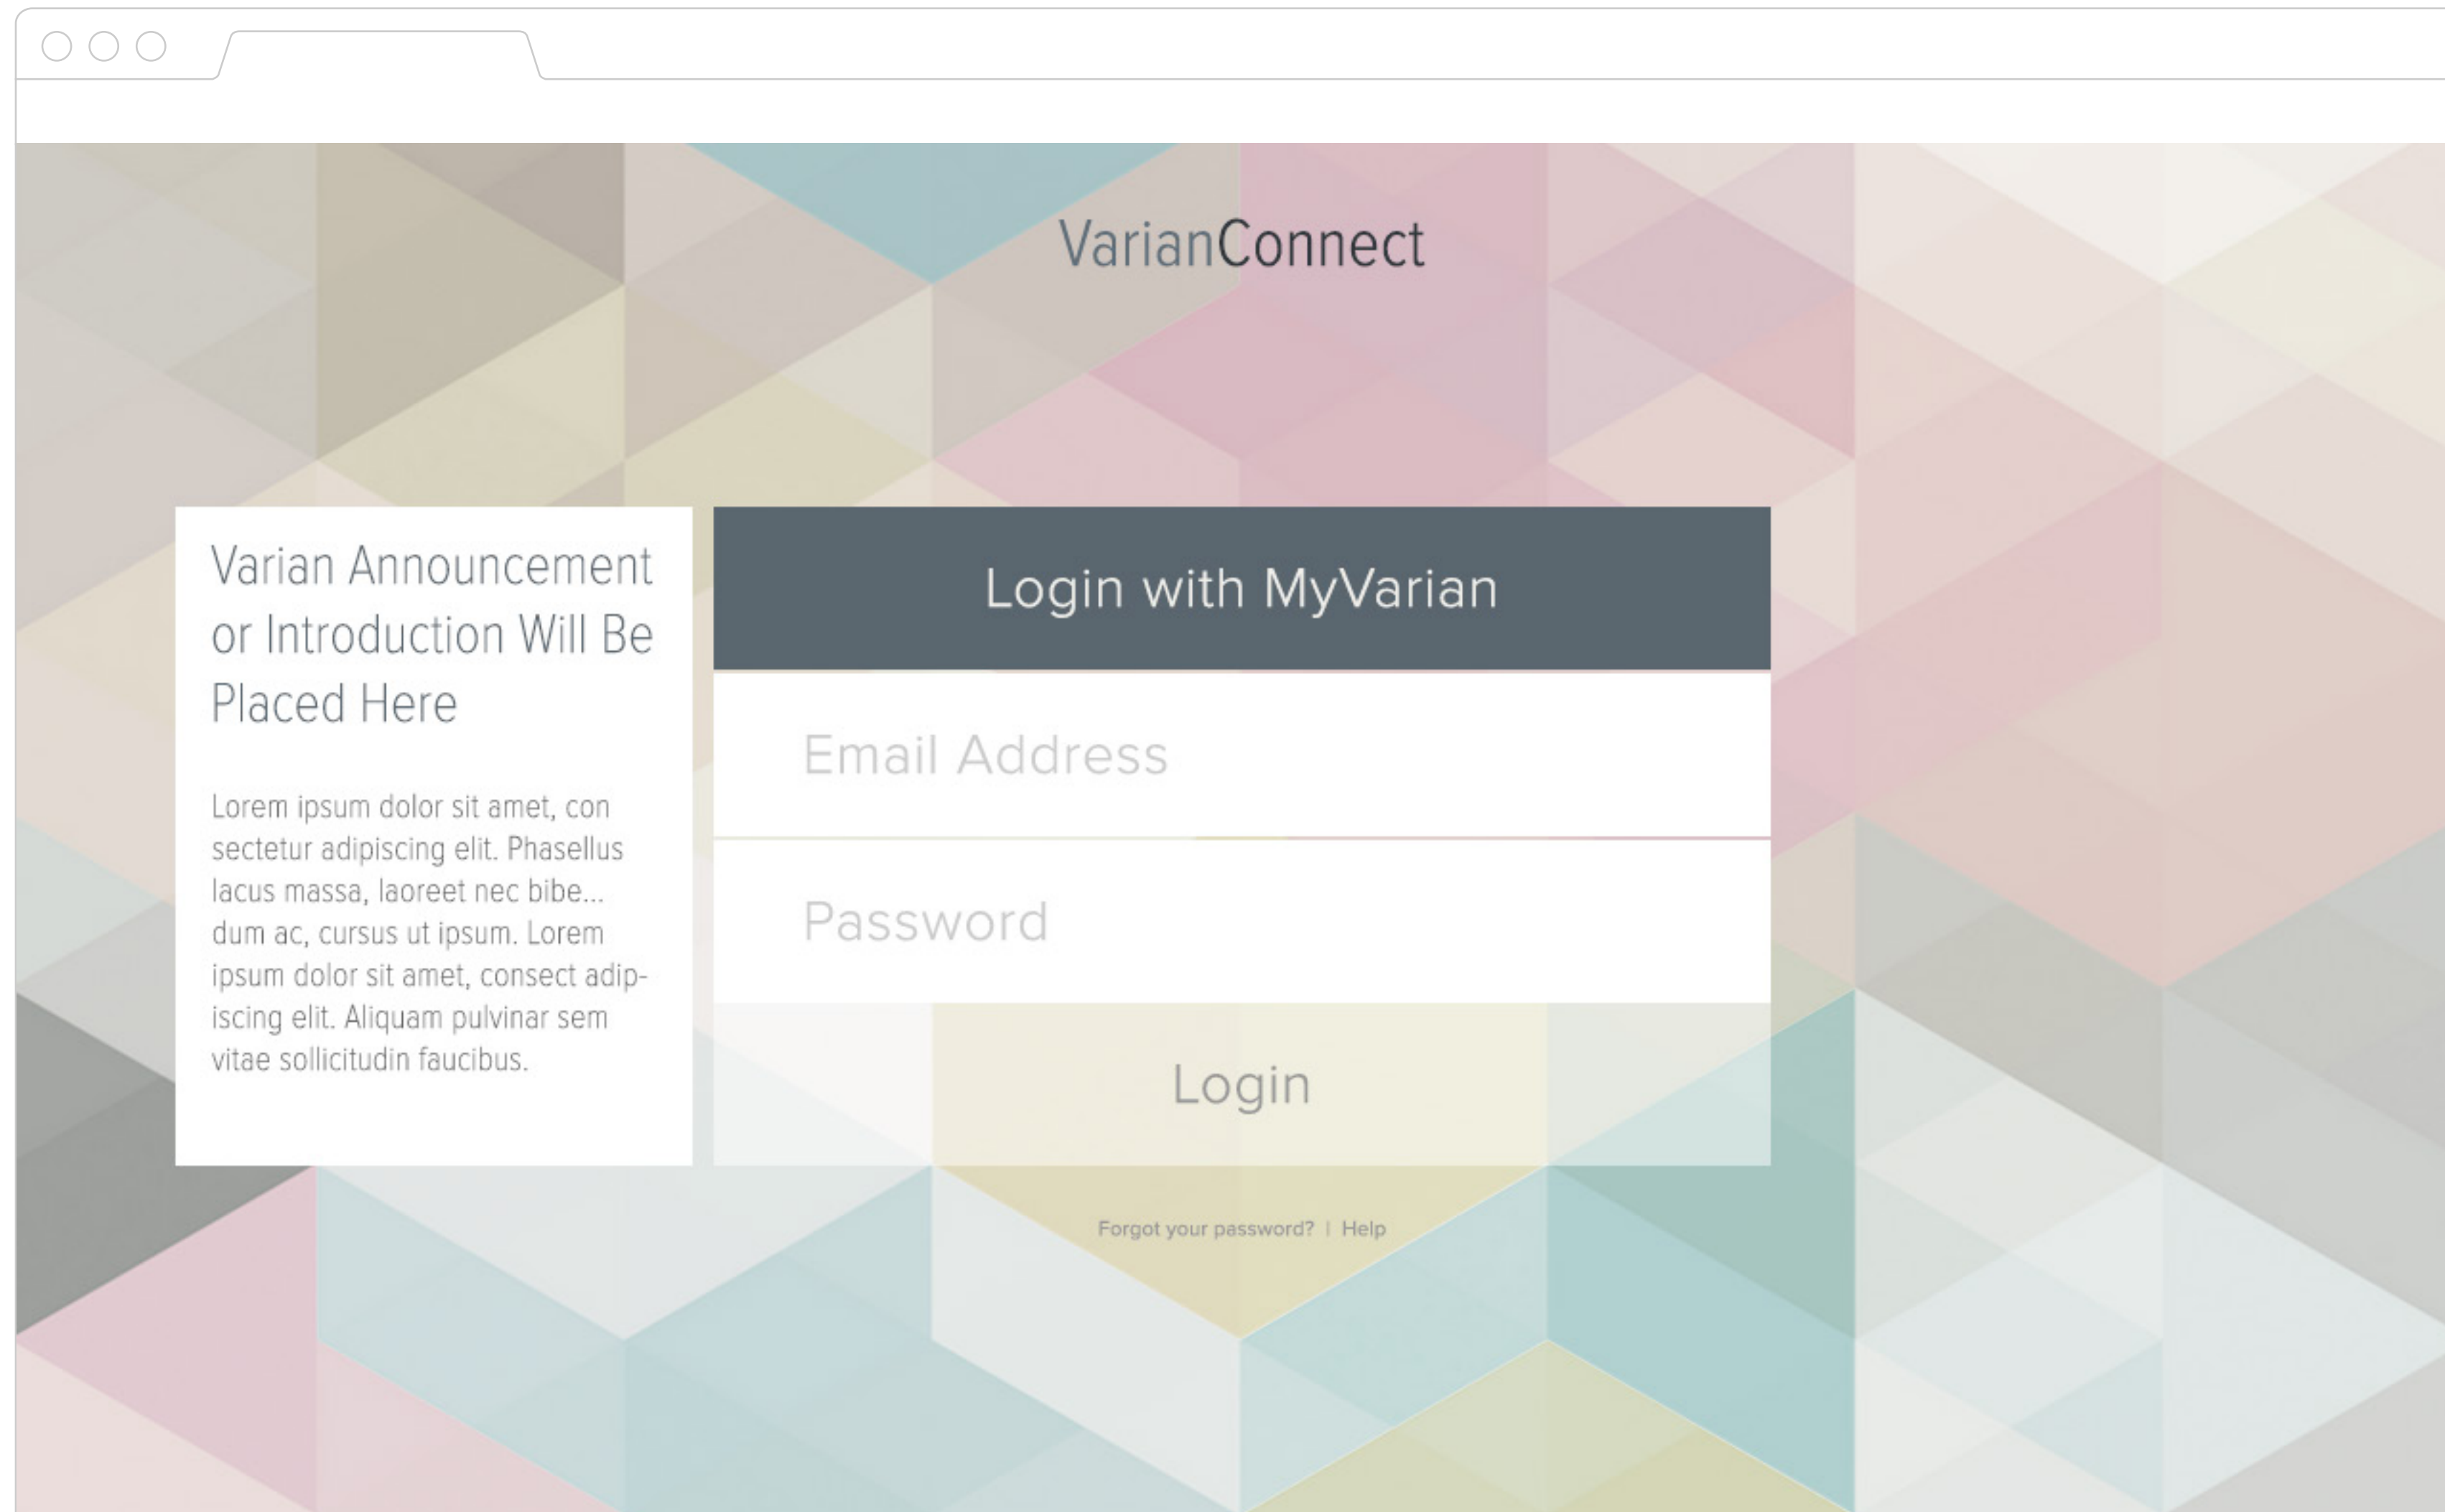 VarianConnect
Varian Announcement
or Introduction Will Be
Placed Here
Lorem ipsum dolor sit amet, con
sectetur adipiscing elit. Phasellus
lacus massa, laoreet nec bibe...
dum ac, cursus ut ipsum. Lorem
ipsum dolor sit amet, consect adip-
iscing elit. Aliquam pulvinar sem
vitae sollicitudin faucibus.
Login with MyVarian
Email Address
Password
Login
Forgot your password? | Help